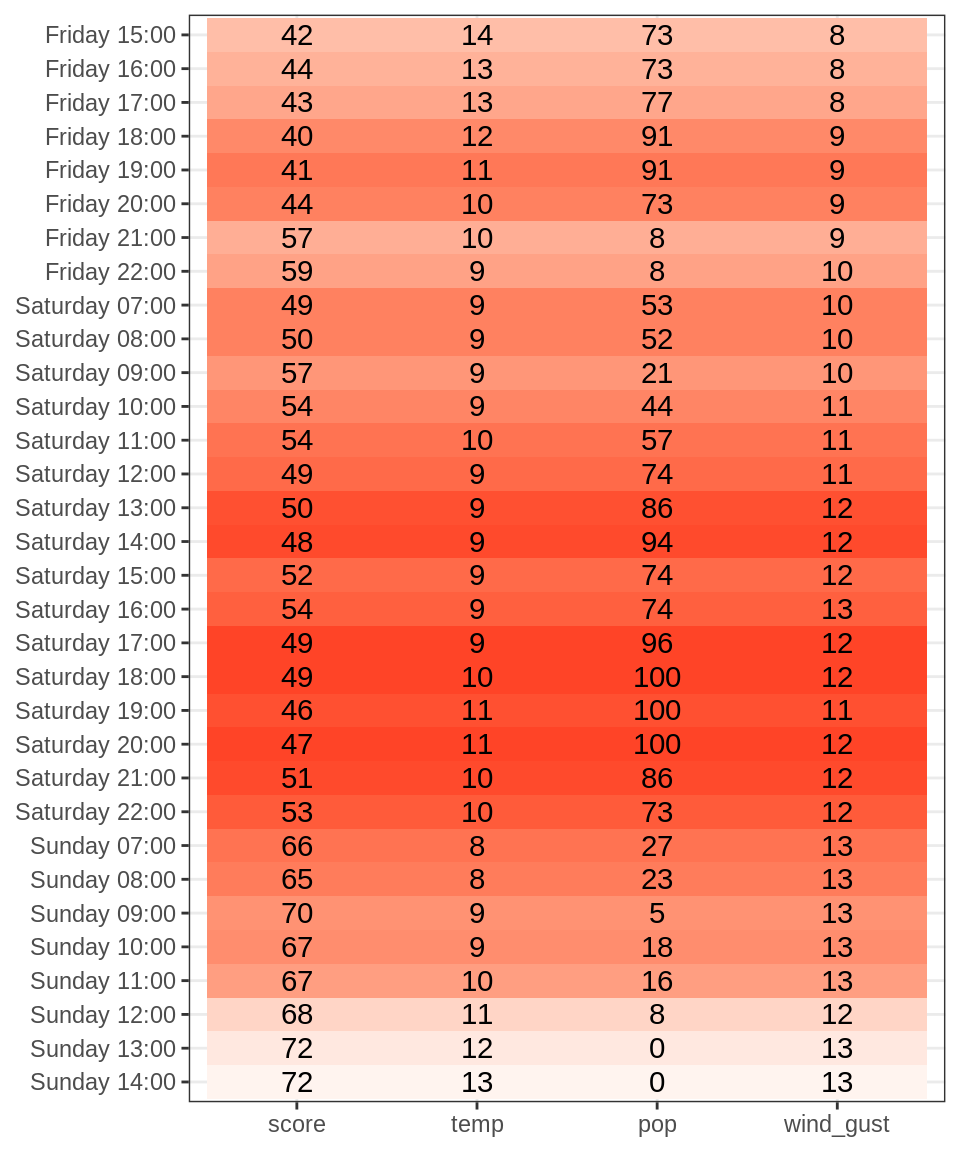 Friday 15:00 42 14 73 8
Friday 16:00 44 13 73 8
Friday 17:00 43 13 77 8
Friday 18:00 40 12 91 9
Friday 19:00 41 11 91 9
Friday 20:00 44 10 73 9
Friday 21:00 57 10 8 9
Friday 22:00 59 9 8 10
Saturday 07:00 49 9 53 10
Saturday 08:00 50 9 52 10
Saturday 09:00 57 9 21 10
Saturday 10:00 54 9 44 11
Saturday 11:00 54 10 57 11
Saturday 12:00 49 9 74 11
Saturday 13:00 50 9 86 12
Saturday 14:00 48 9 94 12
Saturday 15:00 52 9 74 12
Saturday 16:00 54 9 74 13
Saturday 17:00 49 9 96 12
Saturday 18:00 49 10 100 12
Saturday 19:00 46 11 100 11
Saturday 20:00 47 11 100 12
Saturday 21:00 51 10 86 12
Saturday 22:00 53 10 73 12
Sunday 07:00 66 8 27 13
Sunday 08:00 65 8 23 13
Sunday 09:00 70 9 5 13
Sunday 10:00 67 9 18 13
Sunday 11:00 67 10 16 13
Sunday 12:00 68 11 8 12
Sunday 13:00 72 12 0 13
Sunday 14:00 72 13 0 13
score temp pop wind_gust